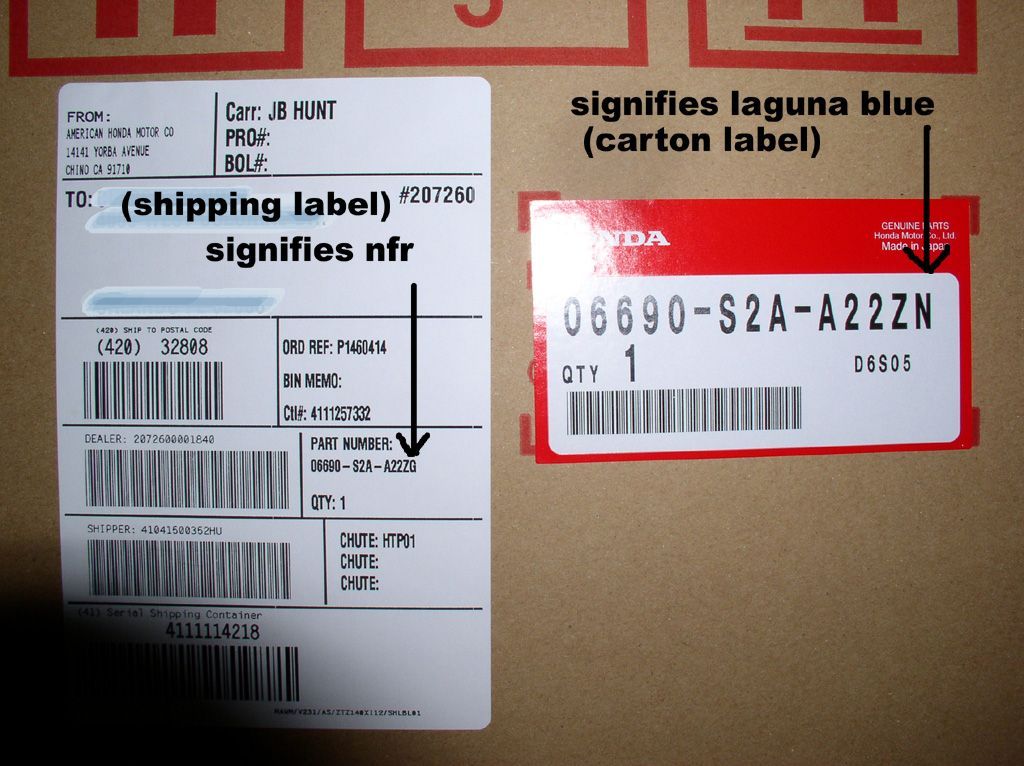 FROM:
AMERICAN HONDA MOTOR CO
14141 YORBA AVENUE
CHINO CA 91710
Carr: JB HUNT
PRO#:
BOL#:
TO:
#207260
(shipping label)
signifies nfr
(420) SHIP TO POSTAL CODE
(420) 32808
ORD REF: P1460414
BIN MEMO:
Ctl#: 4111257332
DEALER: 2072600001840
PART NUMBER:
06690-S2A-A22ZG
QTY: 1
SHIPPER: 41041500352HU
CHUTE: HTP01
CHUTE:
CHUTE:
(41) Serial Shipping Container
4111114218
signifies laguna blue
(carton label)
HONDA
GENUINE PARTS
Honda Motor Co., Ltd.
Made in Japan
06690-S2A-A22ZN
QTY 1
D6S05